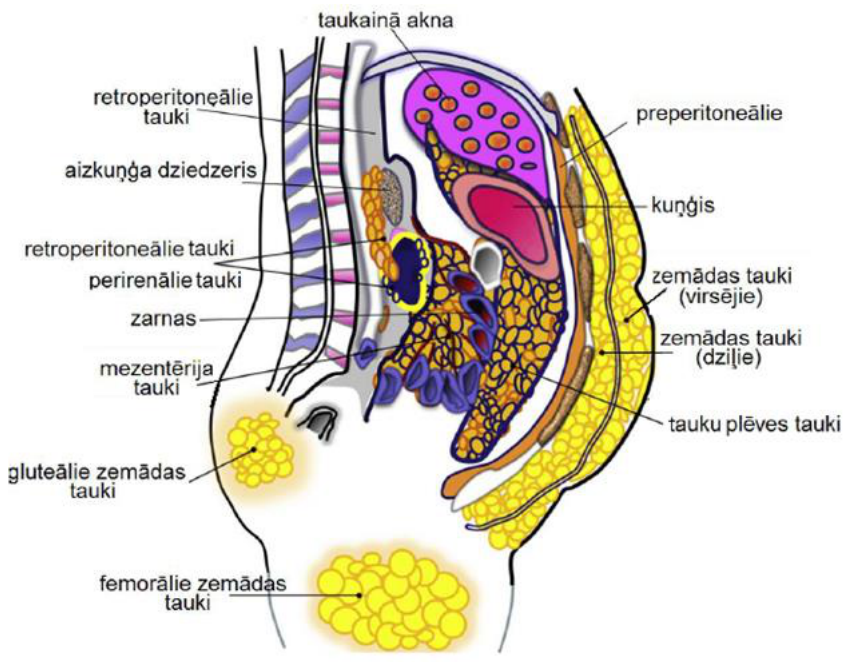 taukainā akna
retroperitoneālie
tauki
aizkuņģa dziedzeris
retroperitoneālie tauki
perirenālie tauki
zarnas
mezentērija
tauki
gluteālie zemādas
tauki
femorālie zemādas
tauki
preperitoneālie
kuņģis
zemādas tauki
(virsējie)
zemādas tauki
(dziļie)
tauku plēves tauki